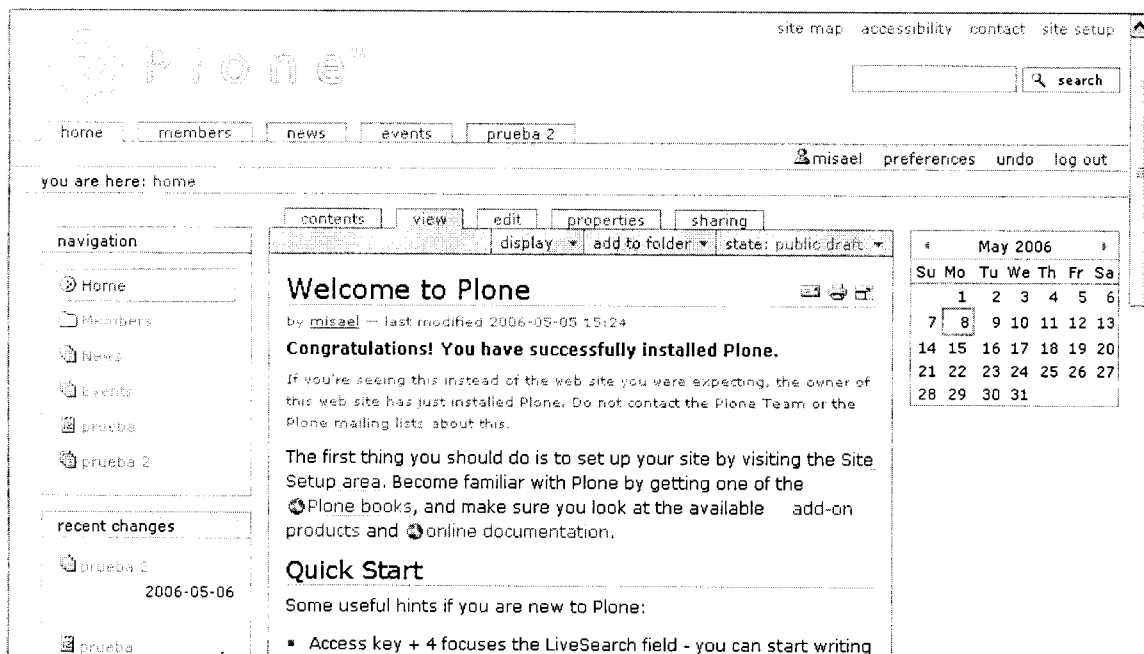 site map accessibility contact site setup
Plone™
search
home members news events prueba 2
misael preferences undo log out
you are here: home
contents view edit properties sharing
display add to folder state: public draft
navigation
Home
Members
News
Events
prueba
prueba 2
recent changes
prueba 2
2006-05-06
prueba
Welcome to Plone
by misael — last modified 2006-05-05 15:24
Congratulations! You have successfully installed Plone.
If you're seeing this instead of the web site you were expecting, the owner of
this web site has just installed Plone. Do not contact the Plone Team or the
Plone mailing lists about this.
The first thing you should do is to set up your site by visiting the Site
Setup area. Become familiar with Plone by getting one of the
Plone books, and make sure you look at the available add-on
products and online documentation.
Quick Start
Some useful hints if you are new to Plone:
▪ Access key + 4 focuses the LiveSearch field - you can start writing
May 2006
Su Mo Tu We Th Fr Sa
1 2 3 4 5 6
7 8 9 10 11 12 13
14 15 16 17 18 19 20
21 22 23 24 25 26 27
28 29 30 31